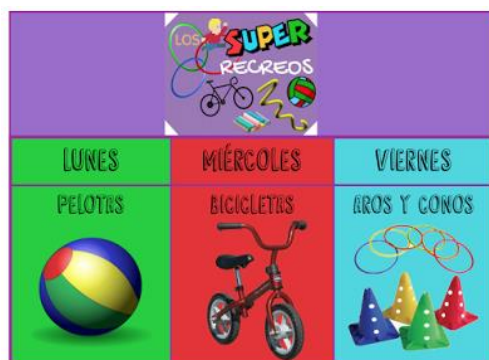 LOS SUPER
RECREOS
LUNES MIÉRCOLES VIERNES
PELOTAS BICICLETAS AROS Y CONOS